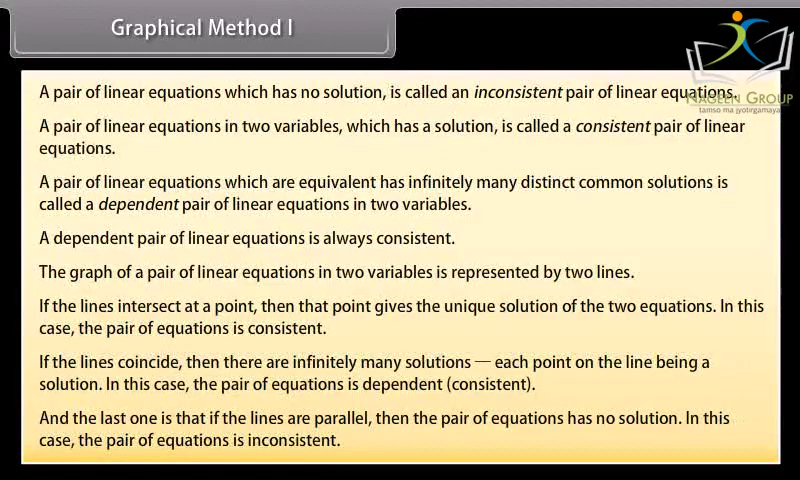 Graphical Method I
A pair of linear equations which has no solution, is called an inconsistent pair of linear equations.
NAGEEN GROUP
tamso ma jyotirgamaya
A pair of linear equations in two variables, which has a solution, is called a consistent pair of linear
equations.
A pair of linear equations which are equivalent has infinitely many distinct common solutions is
called a dependent pair of linear equations in two variables.
A dependent pair of linear equations is always consistent.
The graph of a pair of linear equations in two variables is represented by two lines.
If the lines intersect at a point, then that point gives the unique solution of the two equations. In this
case, the pair of equations is consistent.
If the lines coincide, then there are infinitely many solutions — each point on the line being a
solution. In this case, the pair of equations is dependent (consistent).
And the last one is that if the lines are parallel, then the pair of equations has no solution. In this
case, the pair of equations is inconsistent.